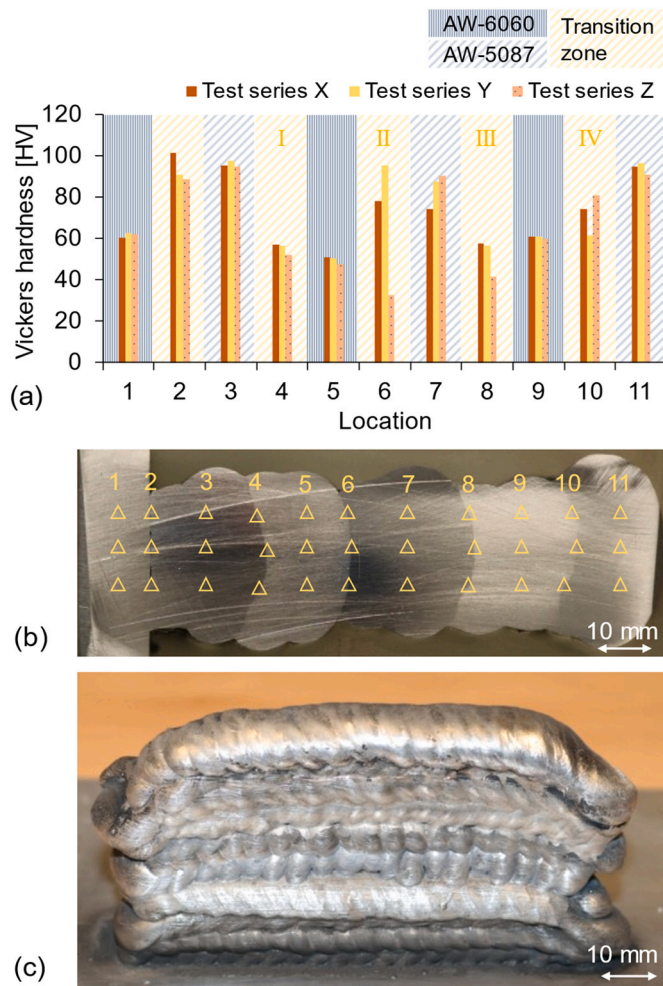 AW-6060
AW-5087
Transition
zone
Test series X
Test series Y
Test series Z
Vickers hardness [HV]
120
100
80
60
40
20
0
I
II
III
IV
1 2 3 4 5 6 7 8 9 10 11
Location
(a)
1 2 3 4 5 6 7 8 9 10 11
(b)
10 mm
(c)
10 mm